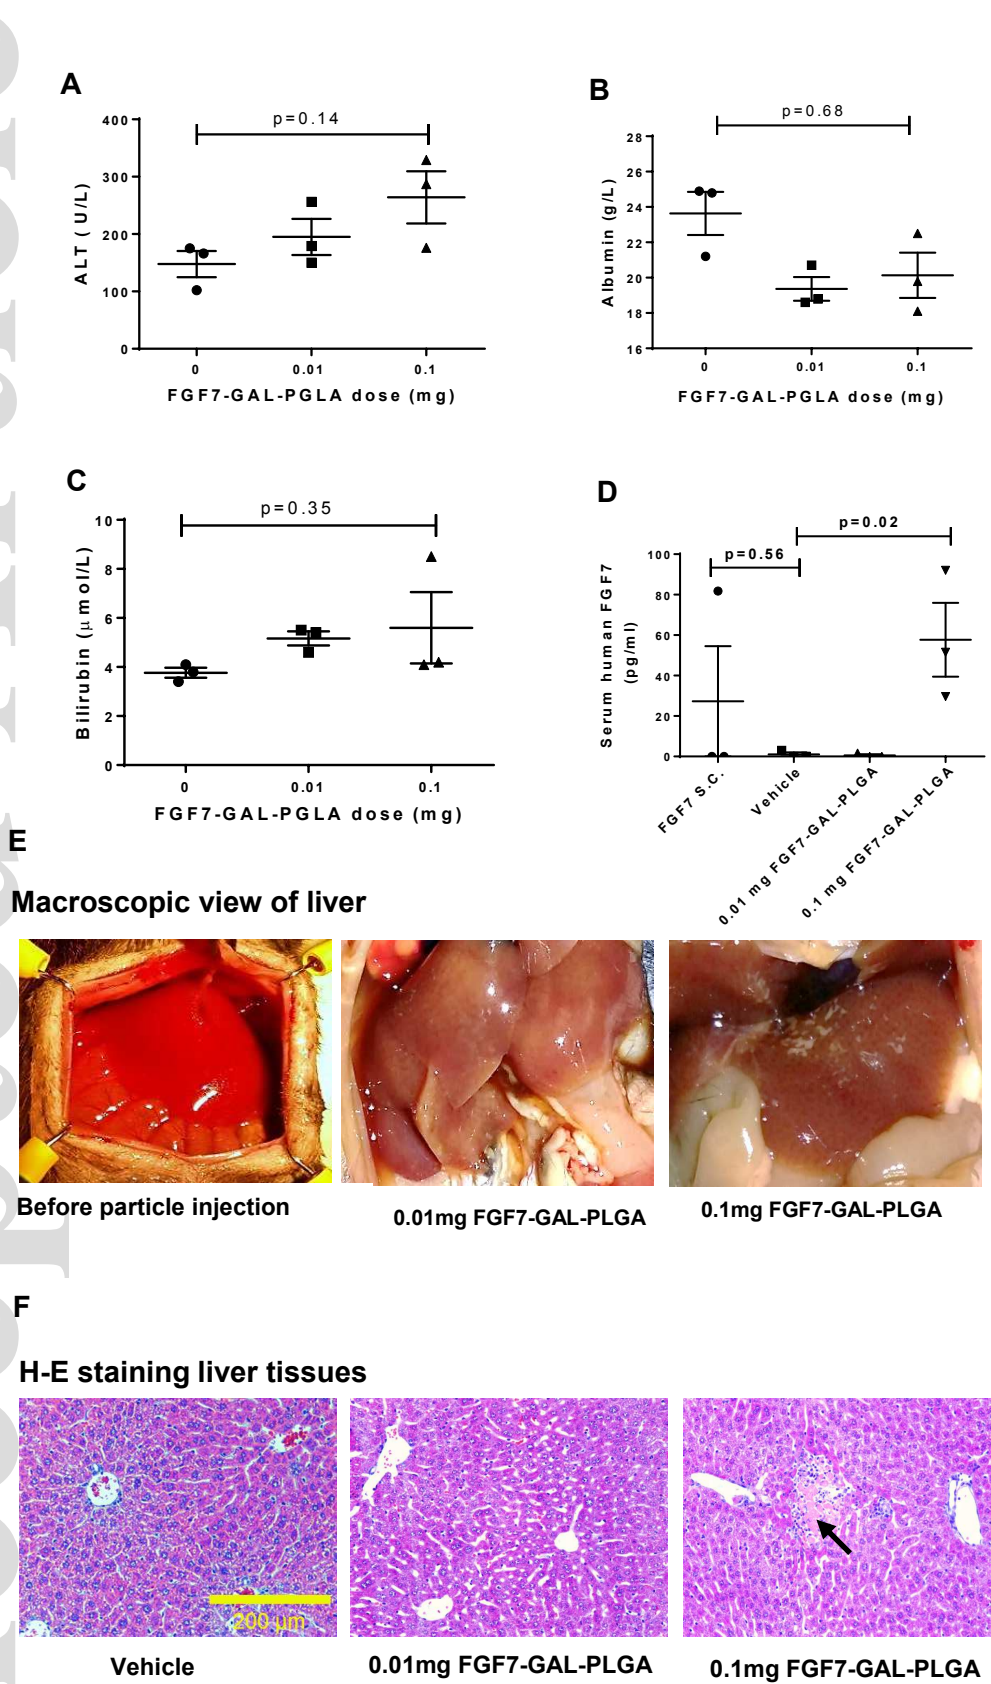 A
p=0.14
400
300
200
100
0
ALT ( U/L)
0 0.01 0.1
FGF7-GAL-PGLA dose (mg)
B
p=0.68
28
26
24
22
20
18
16
Albumin (g/L)
0 0.01 0.1
FGF7-GAL-PGLA dose (mg)
C
p=0.35
10
8
6
4
2
0
Bilirubin (μmol/L)
0 0.01 0.1
FGF7-GAL-PGLA dose (mg)
D
p=0.02
p=0.56
100
80
60
40
20
0
Serum human FGF7
(pg/ml)
FGF7 S.C.
Vehicle
0.01 mg FGF7-GAL-PLGA
0.1 mg FGF7-GAL-PLGA
E
Macroscopic view of liver
Before particle injection
0.01mg FGF7-GAL-PLGA
0.1mg FGF7-GAL-PLGA
F
H-E staining liver tissues
200 μm
Vehicle
0.01mg FGF7-GAL-PLGA
0.1mg FGF7-GAL-PLGA